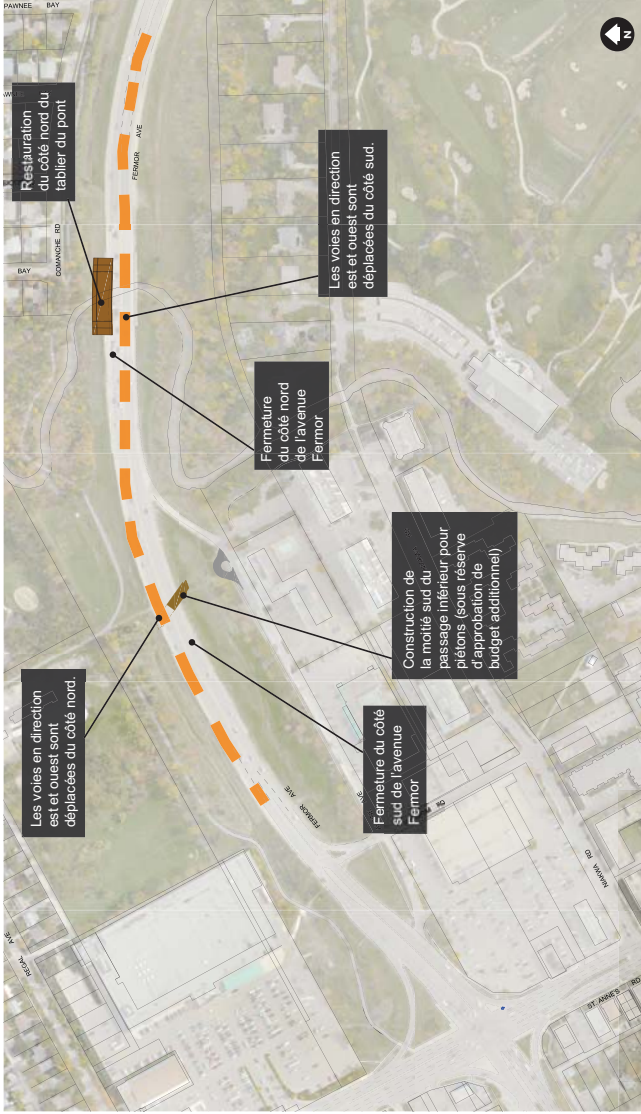 Les voies en direction
est et ouest sont
déplacées du côté nord.
Fermeture du côté
sud de l'avenue
Fermor
Construction de
la moitié sud du
passage inférieur pour
piétons (sous réserve
d'approbation de
budget additionnel)
Fermeture
du côté nord
de l'avenue
Fermor
Les voies en direction
est et ouest sont
déplacées du côté sud.
Restauration
du côté nord du
tablier du pont
REGAL AVE
FERMOR AVE
AVE
NIAKWA RD
ST ANNE'S RD
BAY
COMANCHE RD
FERMOR AVE
PAWNEE BAY
N